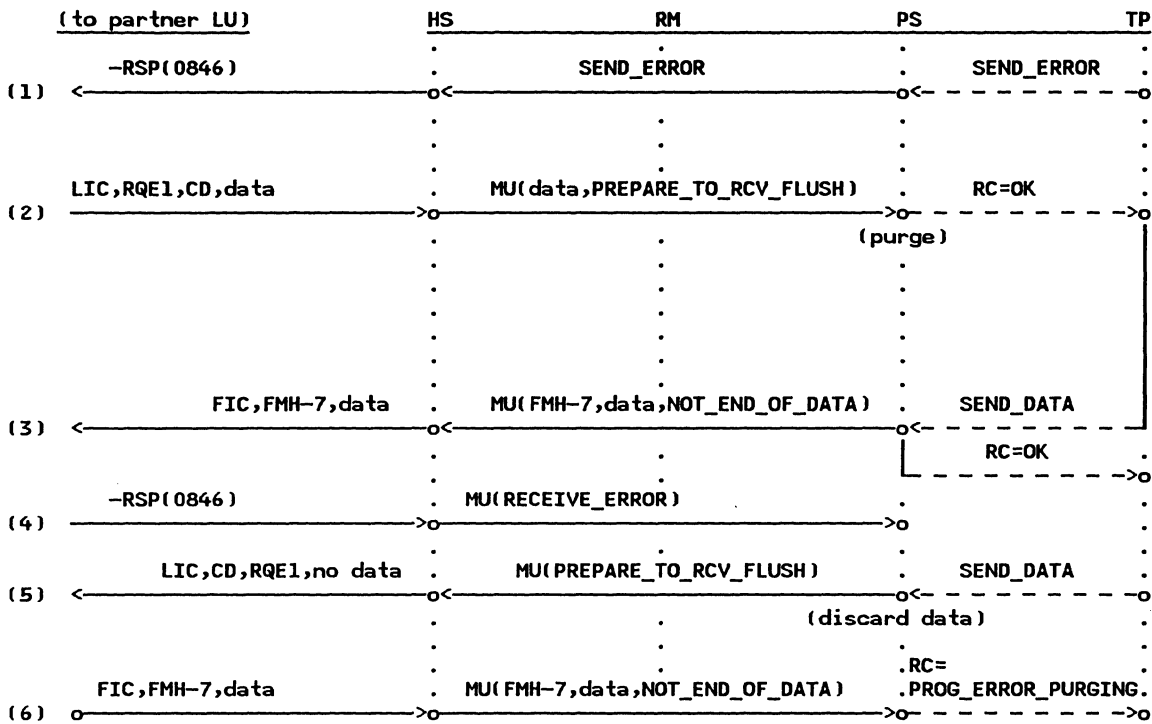 (to partner LU) HS RM PS TP
-RSP(0846) SEND_ERROR SEND_ERROR
(1)
LIC,RQE1,CD,data MU(data,PREPARE_TO_RCV_FLUSH) RC=OK
(2)
(purge)
FIC,FMH-7,data MU(FMH-7,data,NOT_END_OF_DATA) SEND_DATA
(3)
RC=OK
-RSP(0846) MU(RECEIVE_ERROR)
(4)
LIC,CD,RQE1,no data MU(PREPARE_TO_RCV_FLUSH) SEND_DATA
(5)
(discard data)
RC=
FIC,FMH-7,data MU(FMH-7,data,NOT_END_OF_DATA) PROG_ERROR_PURGING
(6)